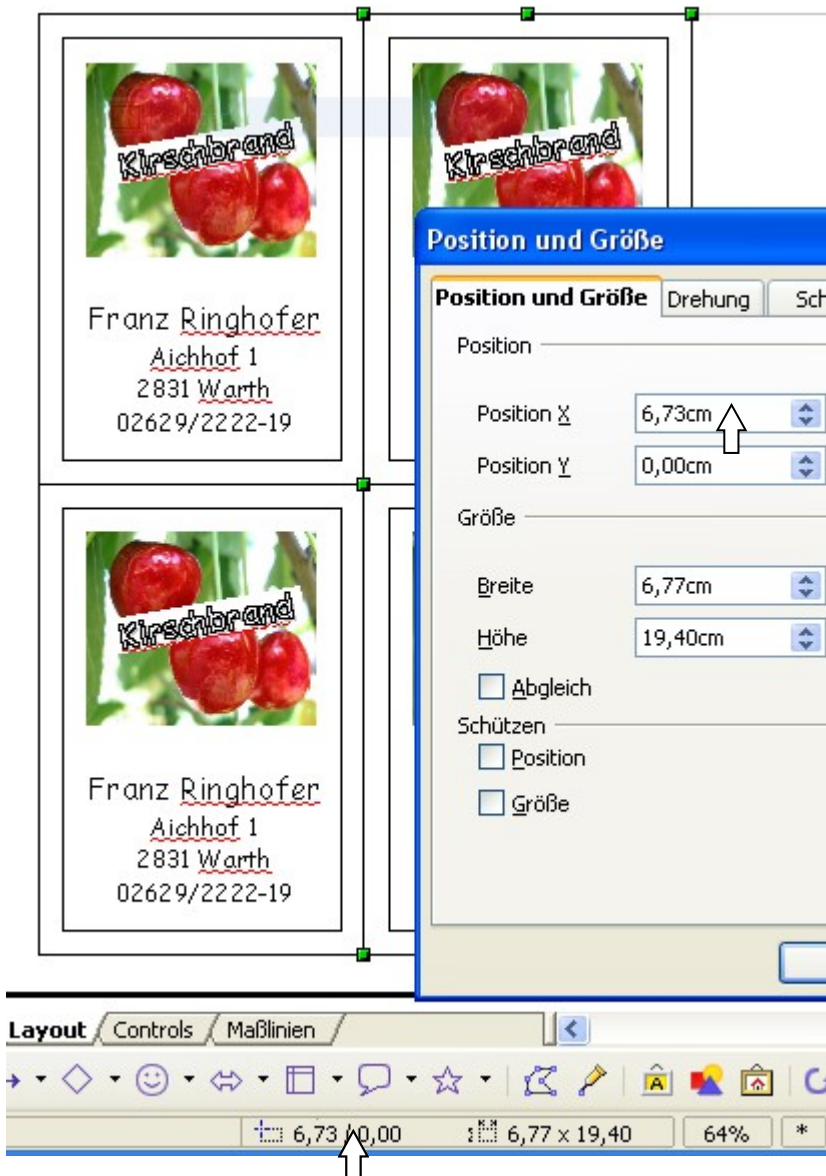 Kirschbrand
Kirschbrand
Franz Ringhofer
Aichhof 1
2831 Warth
02629/2222-19
Kirschbrand
Franz Ringhofer
Aichhof 1
2831 Warth
02629/2222-19
Position und Größe
Position und Größe Drehung Sch
Position
Position X 6,73cm
Position Y 0,00cm
Größe
Breite 6,77cm
Höhe 19,40cm
Abgleich
Schützen
Position
Größe
Layout Controls Maßlinien
A
6,73 / 0,00 6,77 x 19,40 64% *